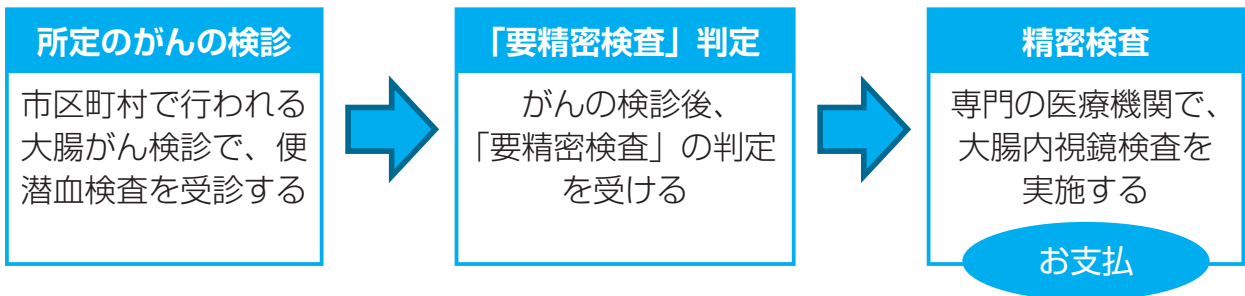 所定のがんの検診
市区町村で行われる
大腸がん検診で、便
潜血検査を受診する
「要精密検査」判定
がんの検診後、
「要精密検査」の判定
を受ける
精密検査
専門の医療機関で、
大腸内視鏡検査を
実施する
お支払